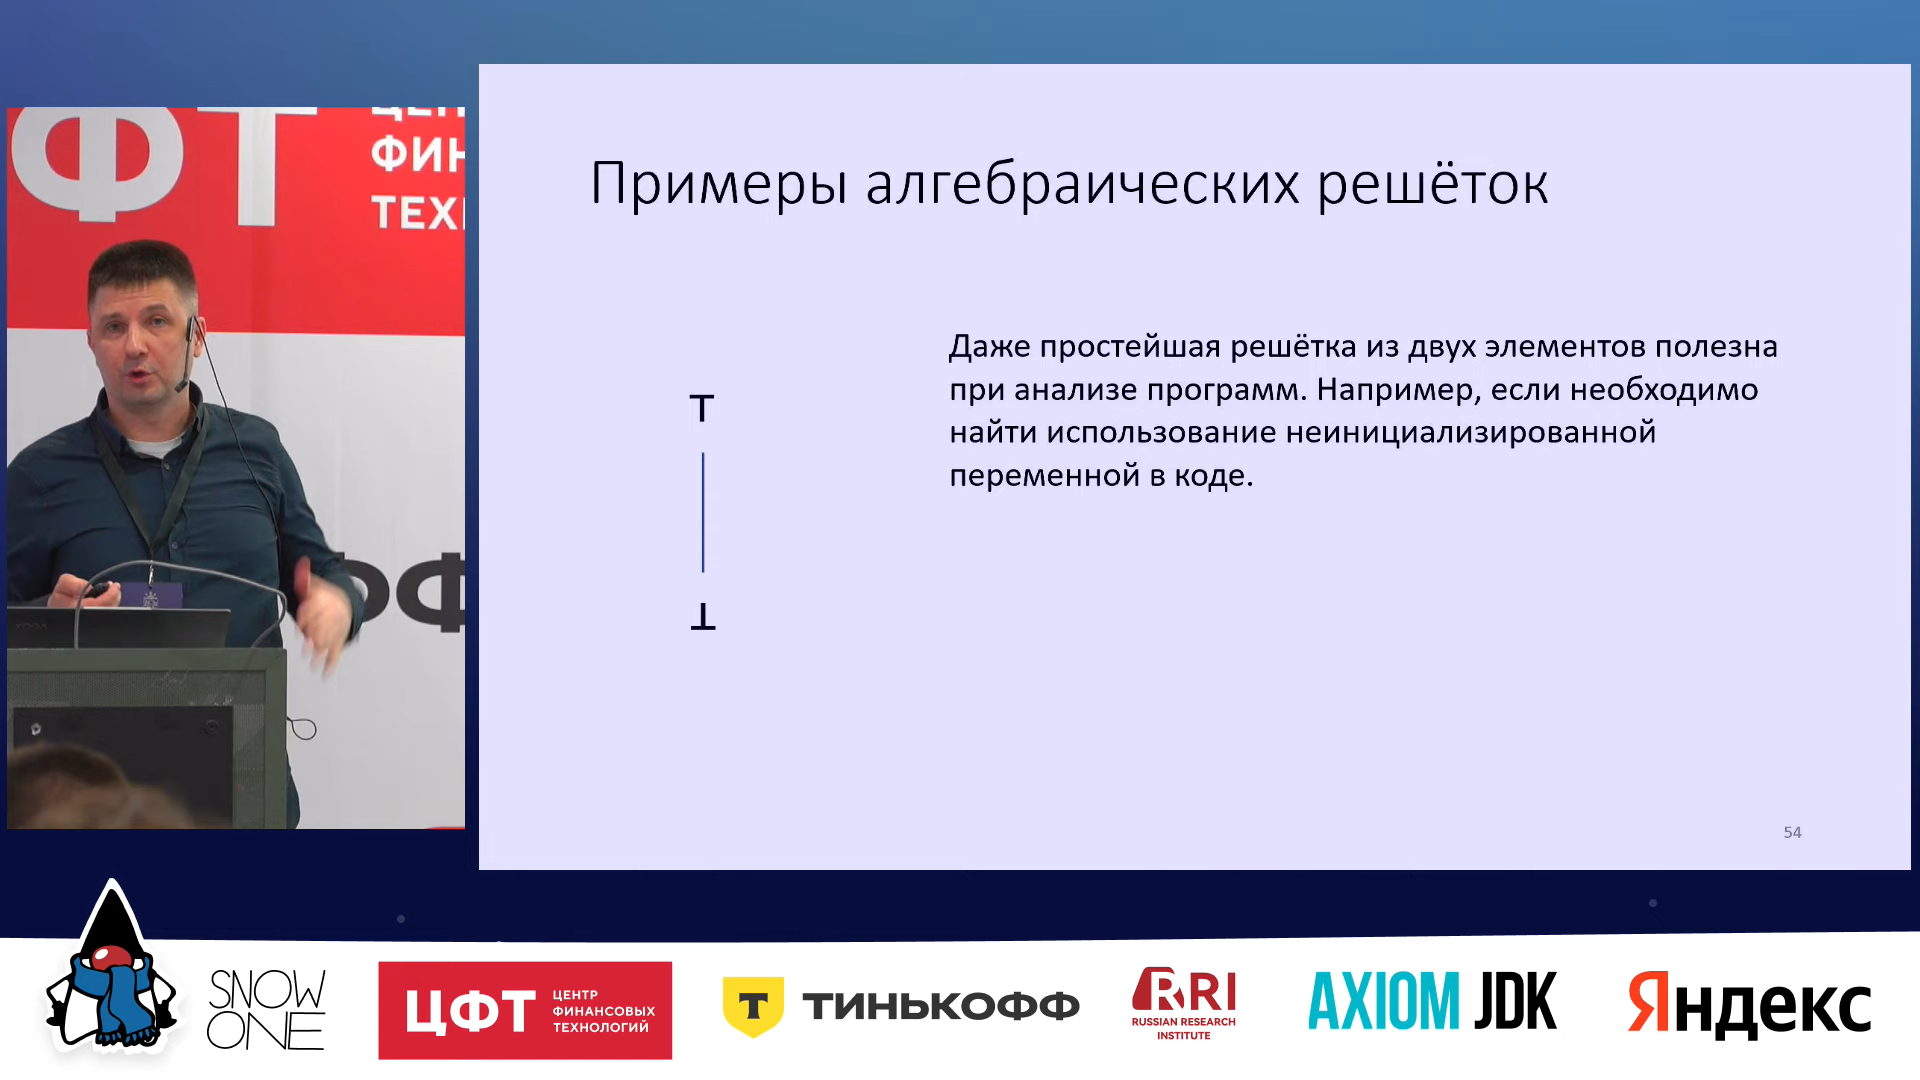 ФТ
ФИН
ТЕХ
Примеры алгебраических решёток
Даже простейшая решётка из двух элементов полезна
при анализе программ. Например, если необходимо
найти использование неинициализированной
переменной в коде.
⊤
⊥
54
SNOW
ONE
ЦФТ
ЦЕНТР
ФИНАНСОВЫХ
ТЕХНОЛОГИЙ
Т
ТИНЬКОФФ
RRI
RUSSIAN RESEARCH
INSTITUTE
AXIOM JDK
Яндекс